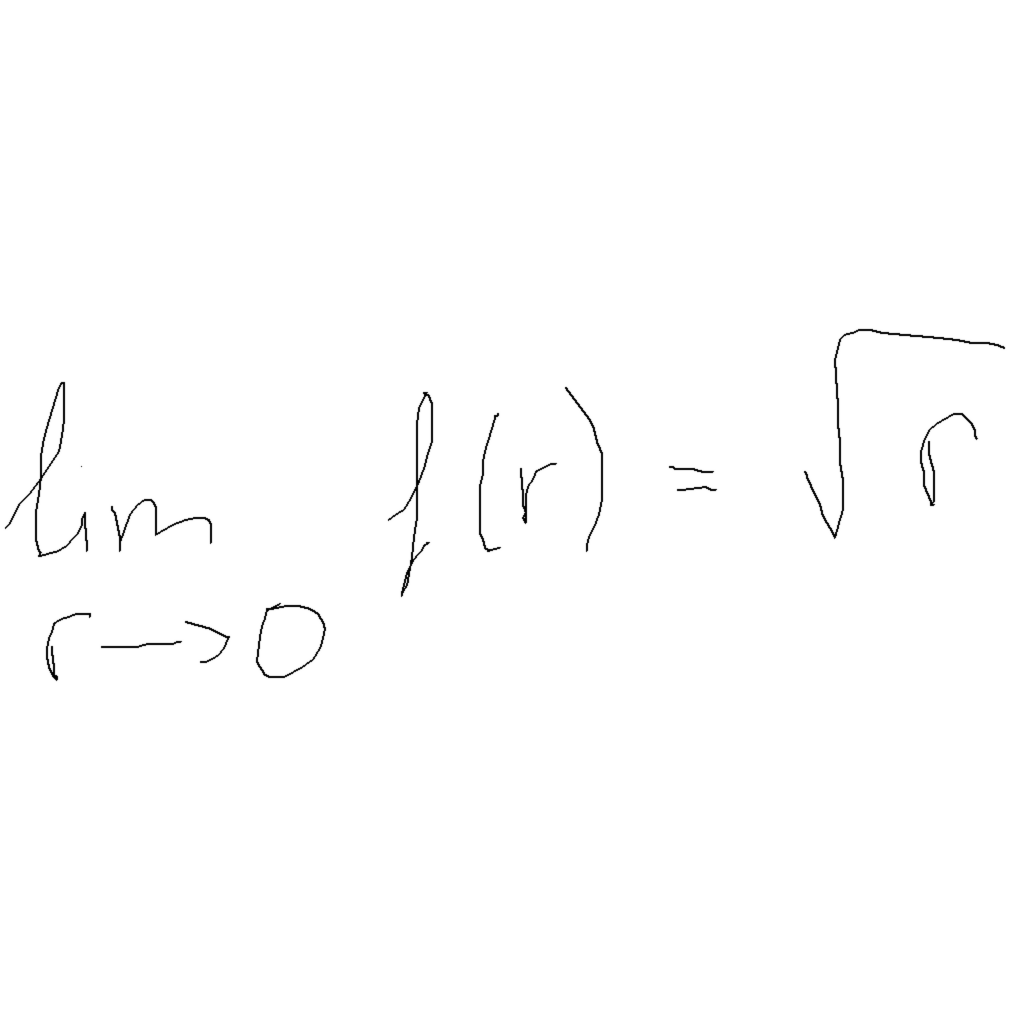 lim f(r) = √r
r→0